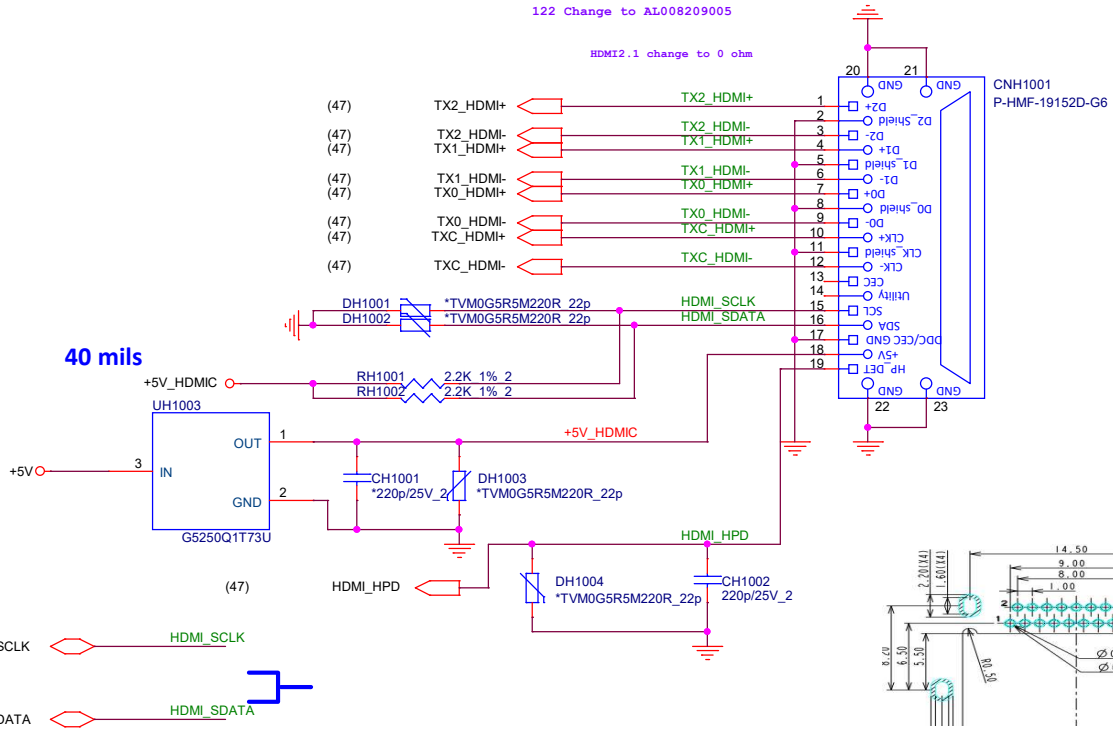 122 Change to AL008209005
HDMI2.1 change to 0 ohm
20 21
GND GND
CNH1001
P-HMF-19152D-G6
(47) TX2_HDMI+ TX2_HDMI+ 1 D2+
2 D2_Shield
(47) TX2_HDMI- TX2_HDMI- 3 D2-
(47) TX1_HDMI+ TX1_HDMI+ 4 D1+
5 D1_shield
(47) TX1_HDMI- TX1_HDMI- 6 D1-
(47) TX0_HDMI+ TX0_HDMI+ 7 D0+
8 D0_shield
(47) TX0_HDMI- TX0_HDMI- 9 D0-
(47) TXC_HDMI+ TXC_HDMI+ 10 CLK+
11 CLK_shield
(47) TXC_HDMI- TXC_HDMI- 12 CLK-
13 CEC
14 Utility
DH1001 *TVM0G5R5M220R_22p HDMI_SCLK 15 SCL
DH1002 *TVM0G5R5M220R_22p HDMI_SDATA 16 SDA
17 DDC/CEC GND
18 +5V
19 HP_DET
GND GND
22 23
40 mils
+5V_HDMIC RH1001 2.2K_1%_2
RH1002 2.2K_1%_2
UH1003
OUT 1 +5V_HDMIC
+5V 3 IN
GND 2
G5250Q1T73U
CH1001
*220p/25V_2
DH1003
*TVM0G5R5M220R_22p
HDMI_HPD
(47) HDMI_HPD
DH1004
*TVM0G5R5M220R_22p
CH1002
220p/25V_2
SCLK HDMI_SCLK
DATA HDMI_SDATA
14.50
9.00
8.00
1.00
2.20(X4)
1.60(X4)
2
1
8.20
6.50
5.50
R0.50